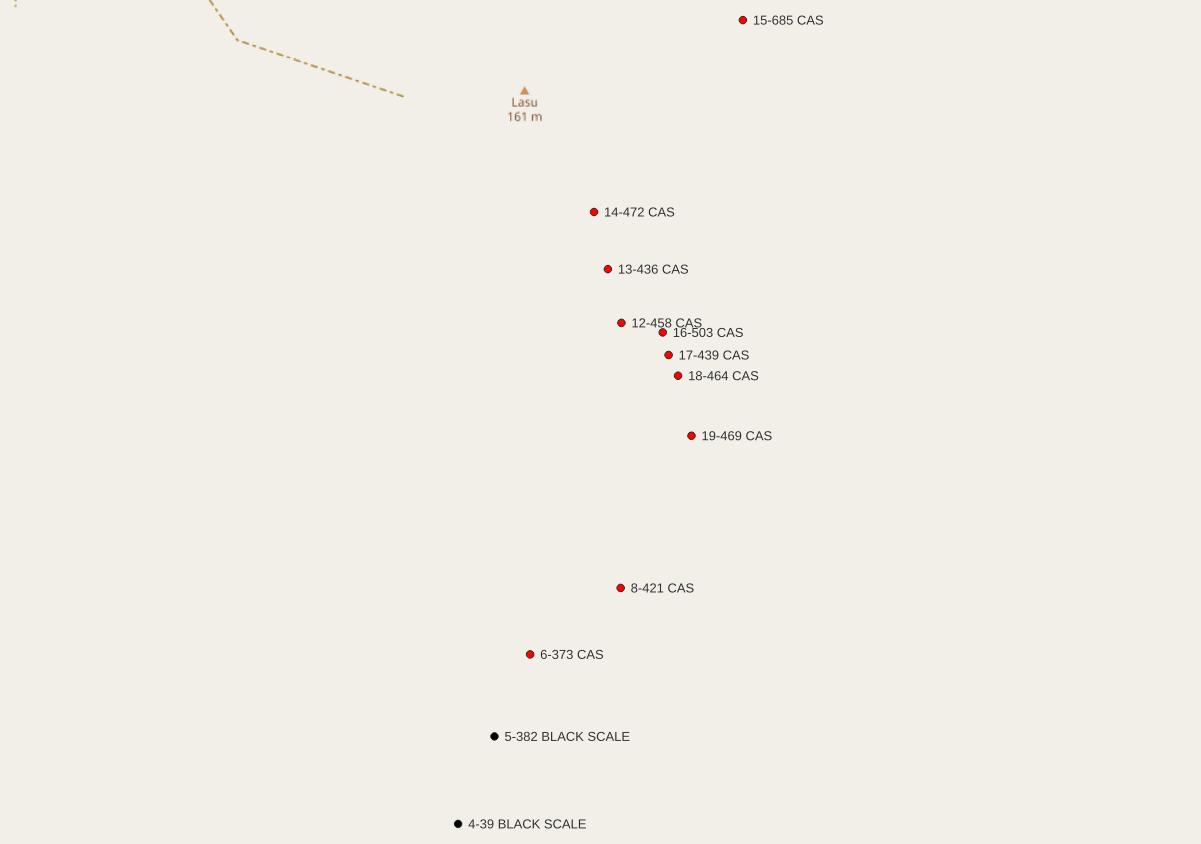 15-685 CAS
Lasu
161 m
14-472 CAS
13-436 CAS
12-458 CAS
16-503 CAS
17-439 CAS
18-464 CAS
19-469 CAS
8-421 CAS
6-373 CAS
5-382 BLACK SCALE
4-39 BLACK SCALE